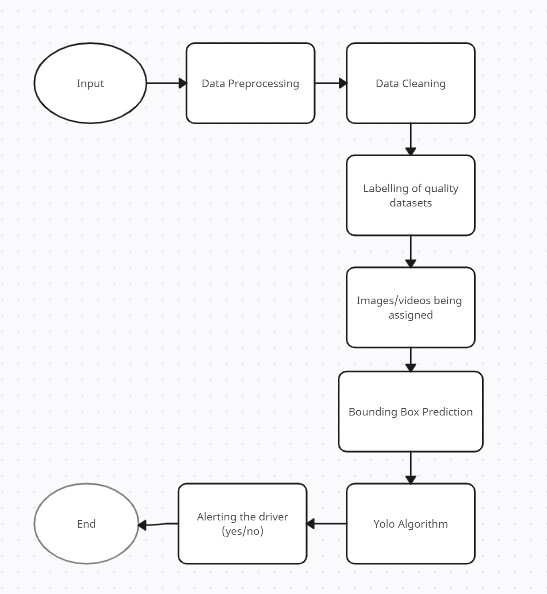 Input
Data Preprocessing
Data Cleaning
Labelling of quality
datasets
Images/videos being
assigned
Bounding Box Prediction
Yolo Algorithm
Alerting the driver
(yes/no)
End